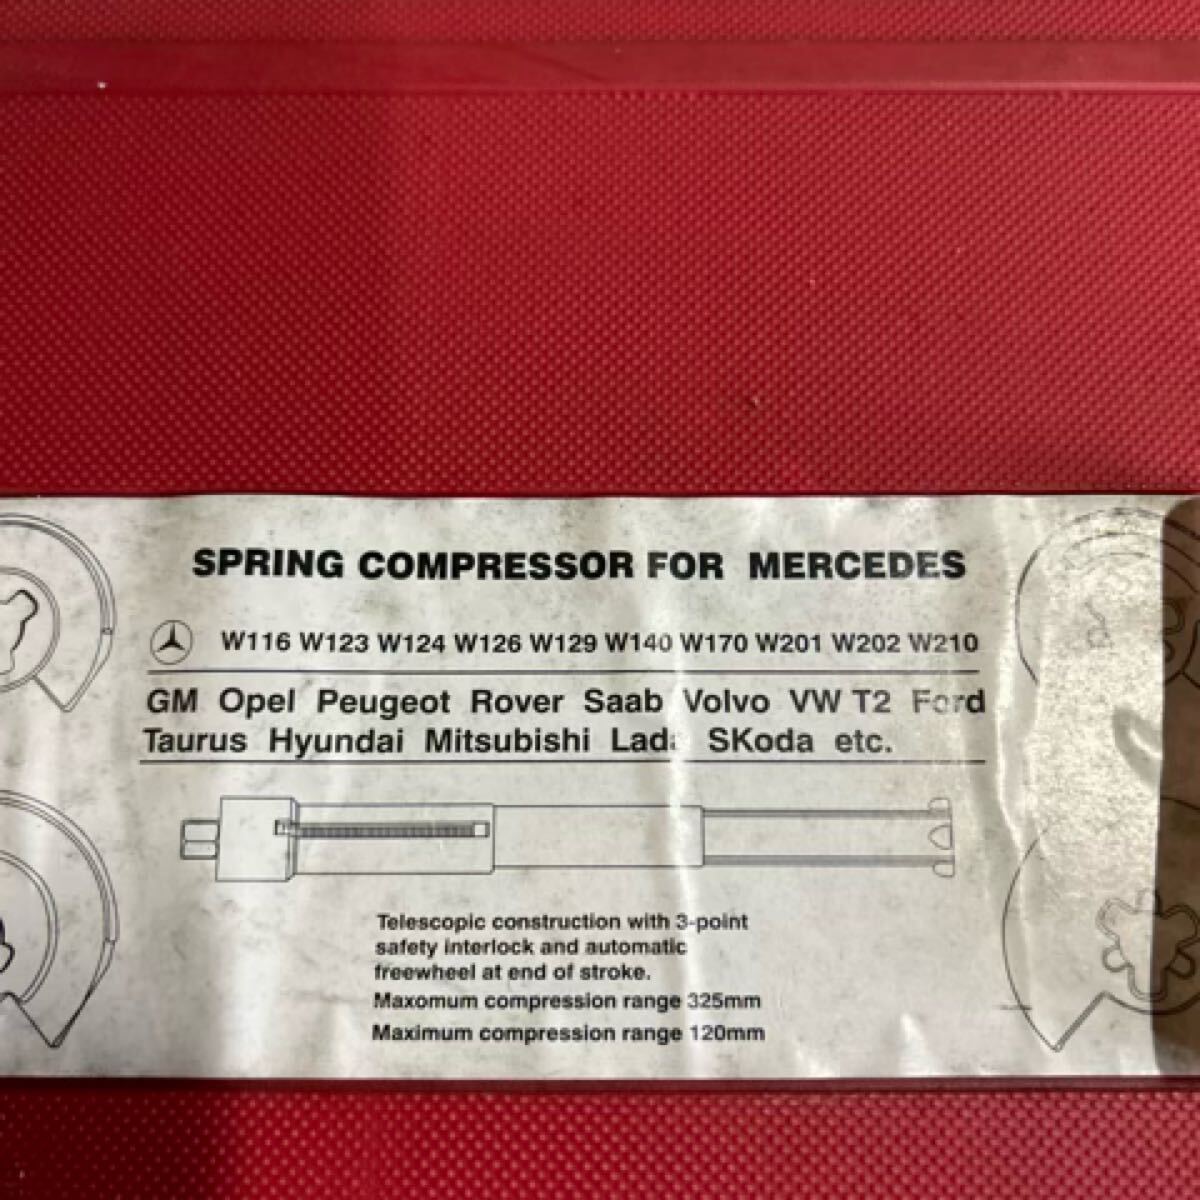 SPRING COMPRESSOR FOR MERCEDES
W116 W123 W124 W126 W129 W140 W170 W201 W202 W210
GM Opel Peugeot Rover Saab Volvo VW T2 Ford
Taurus Hyundai Mitsubishi Lada SKoda etc.
Telescopic construction with 3-point
safety interlock and automatic
freewheel at end of stroke.
Maxomum compression range 325mm
Maximum compression range 120mm